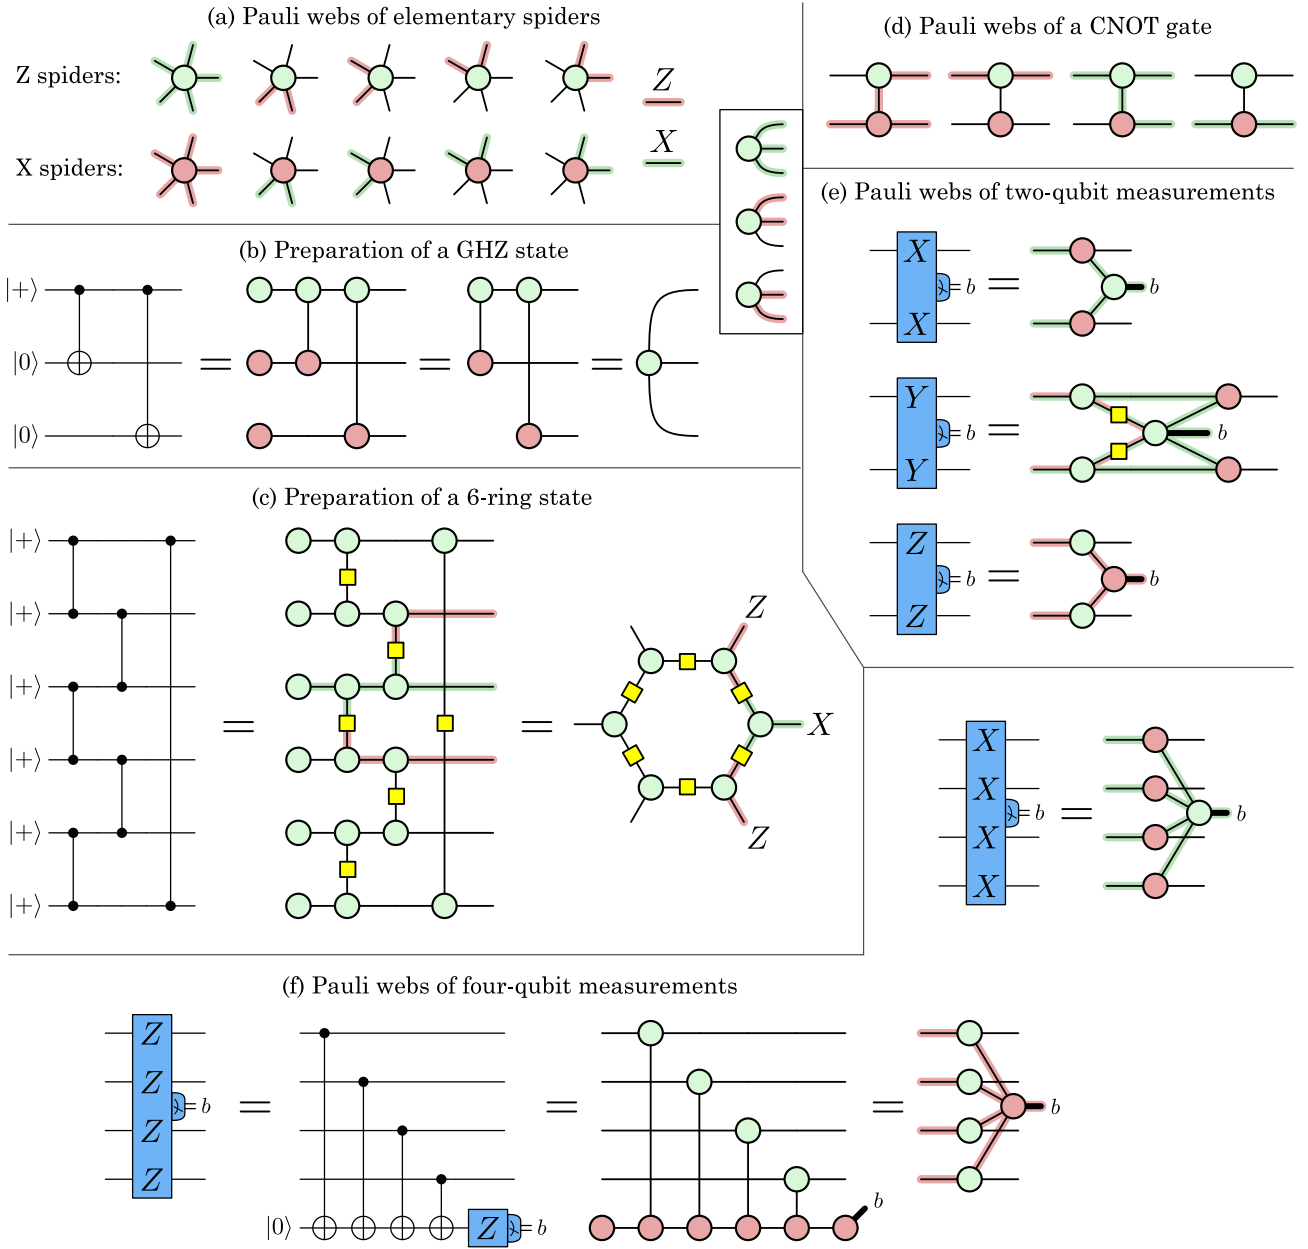 (a) Pauli webs of elementary spiders
Z spiders:
Z
X spiders:
X
(b) Preparation of a GHZ state
|+⟩
|0⟩
=
=
=
|0⟩
(c) Preparation of a 6-ring state
|+⟩
|+⟩
|+⟩
|+⟩
|+⟩
|+⟩
=
=
Z
X
Z
(d) Pauli webs of a CNOT gate
(e) Pauli webs of two-qubit measurements
X
= b = b
X
Y
= b = b
Y
Z
= b = b
Z
X
X
= b = b
X
X
(f) Pauli webs of four-qubit measurements
Z
Z
= b = = = b
Z
Z
|0⟩ Z = b
b